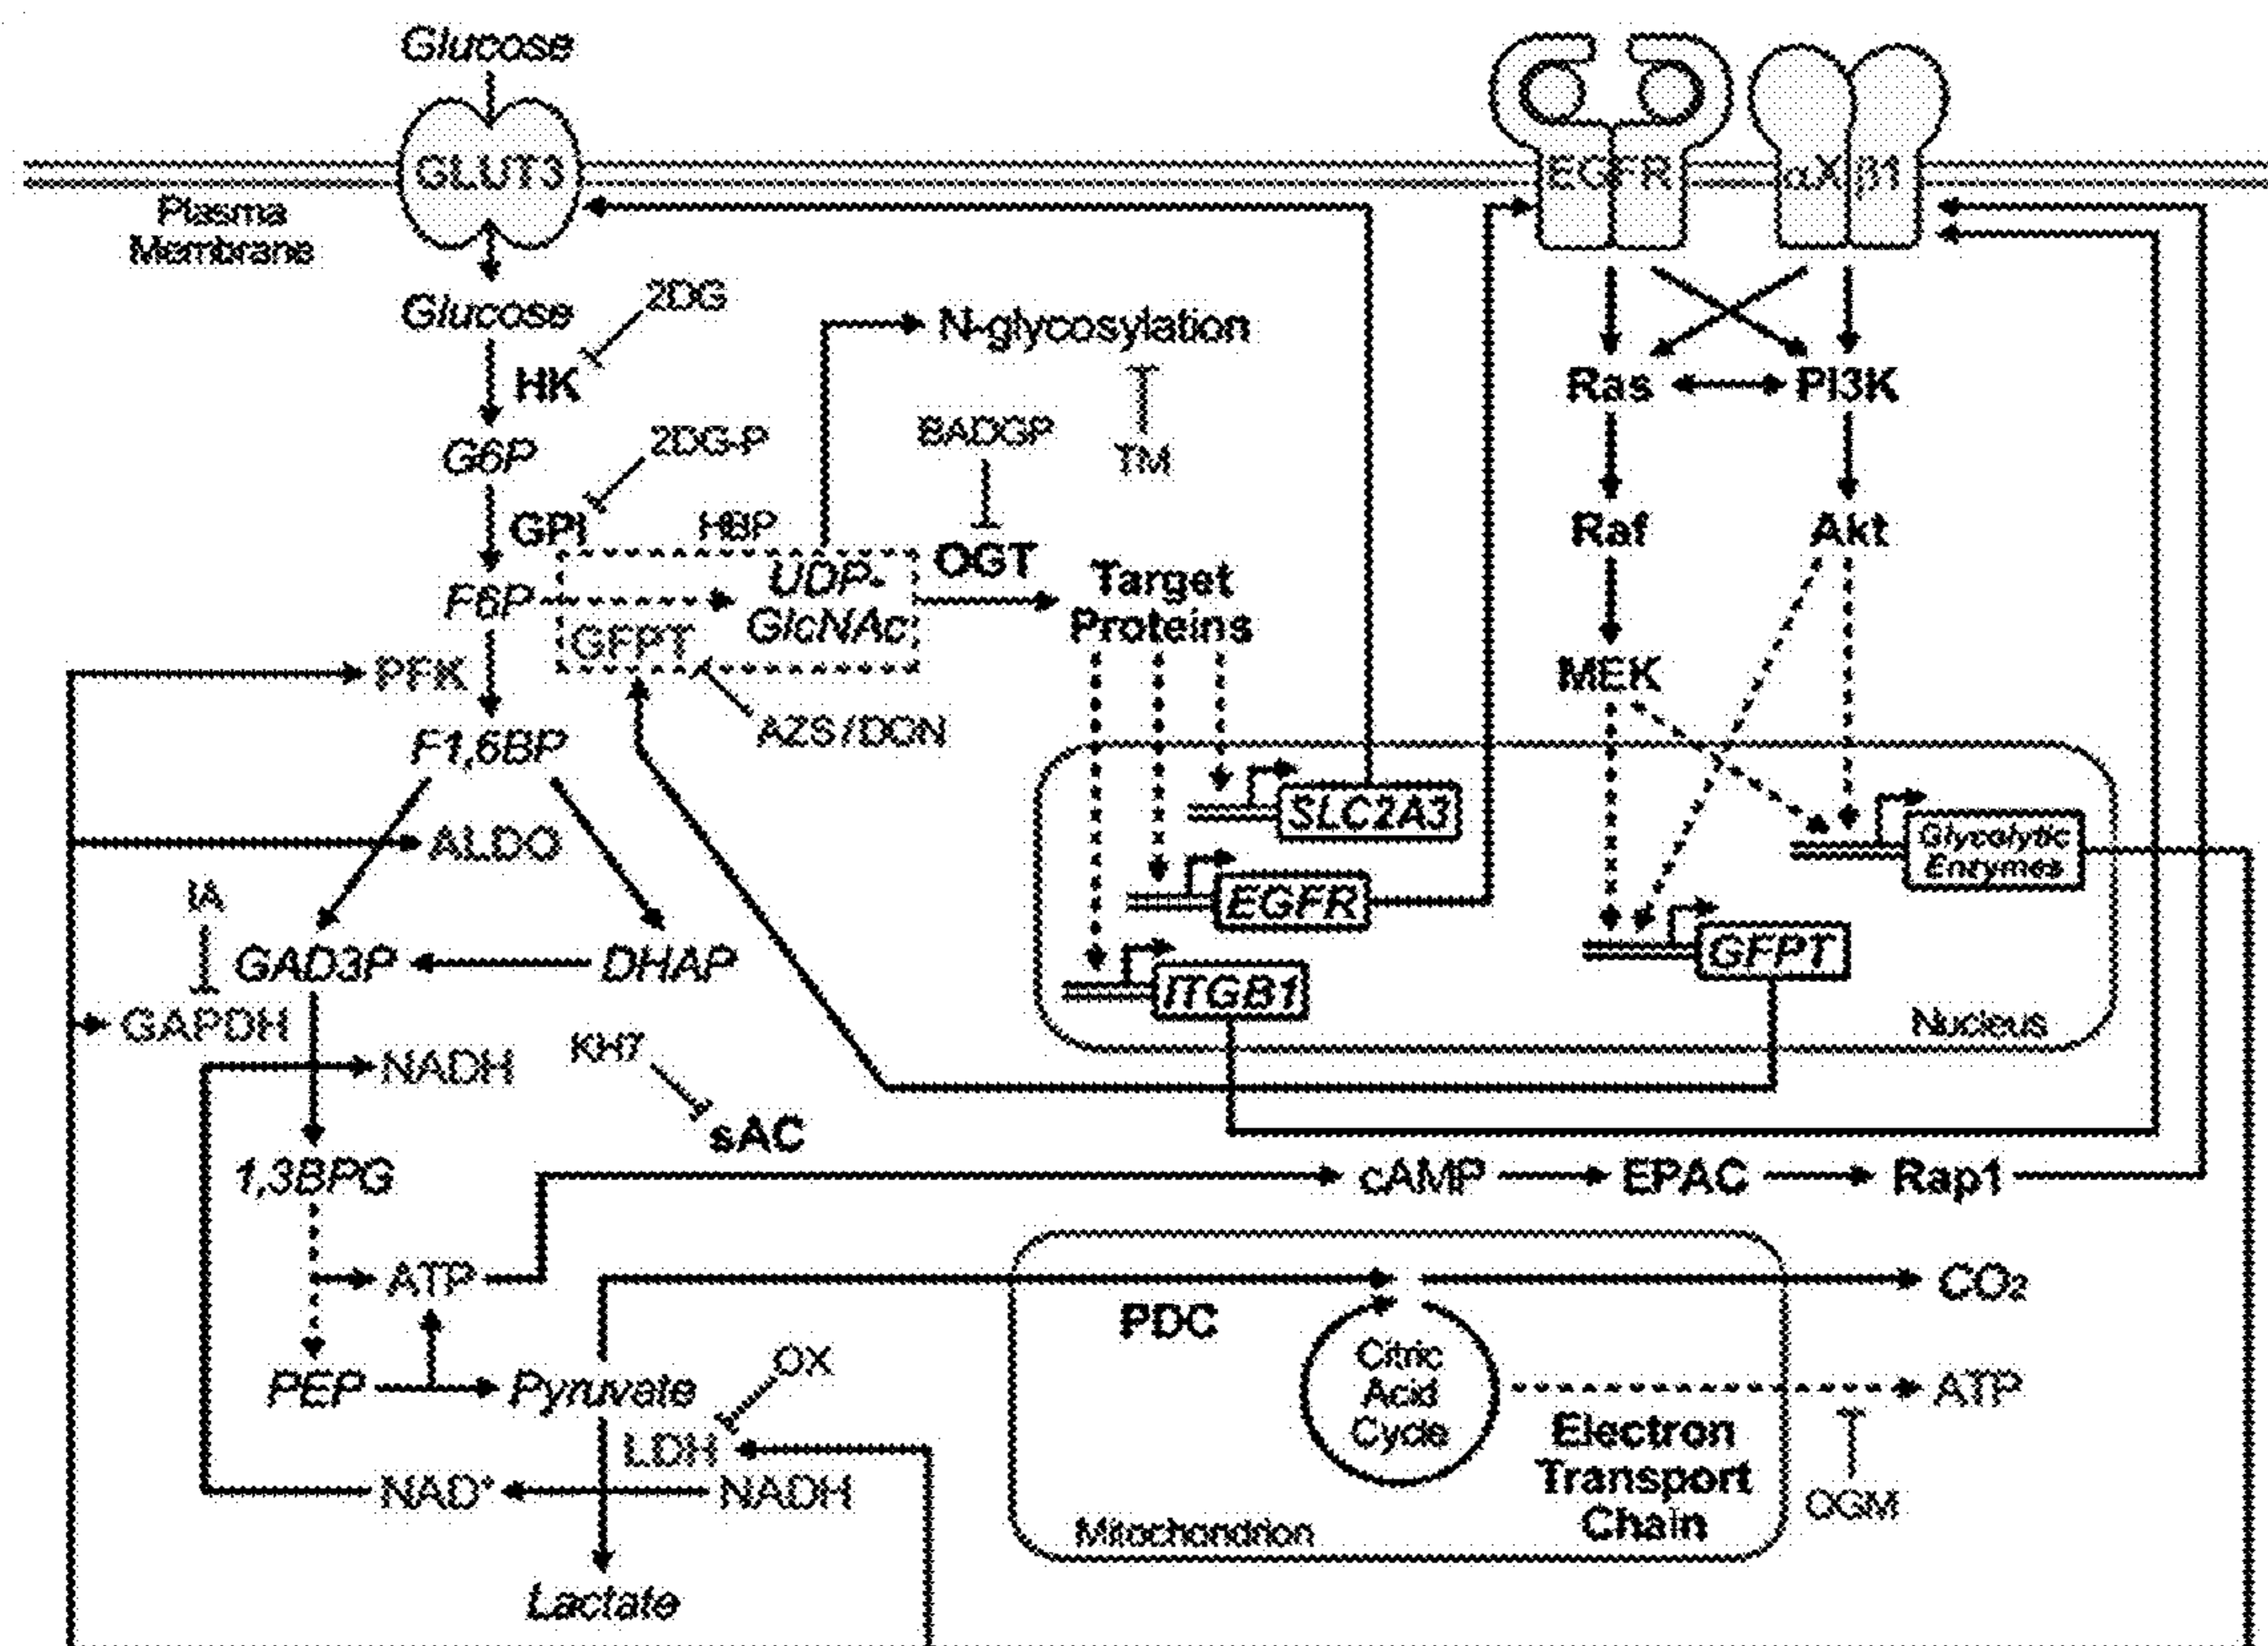 Glucose
GLUT3
EGFR
αX β1
Plasma
Membrane
Glucose
2DG
N-glycosylation
HK
Ras
PI3K
G6P
2DG-P
BADGP
TM
GPI
HBP
OGT
Raf
Akt
F6P
UDP-
GlcNAc
GFPT
Target
Proteins
PFK
MEK
F1,6BP
AZS / DON
SLC2A3
Glycolytic
Enzymes
ALDO
IA
EGFR
GAD3P
DHAP
GFPT
ITGB1
GAPDH
Nucleus
KH7
NADH
sAC
1,3BPG
cAMP
EPAC
Rap1
ATP
CO2
PDC
OX
Citric
Acid
Cycle
PEP
Pyruvate
ATP
LDH
Electron
Transport
Chain
NAD+
NADH
OGM
Mitochondrion
Lactate